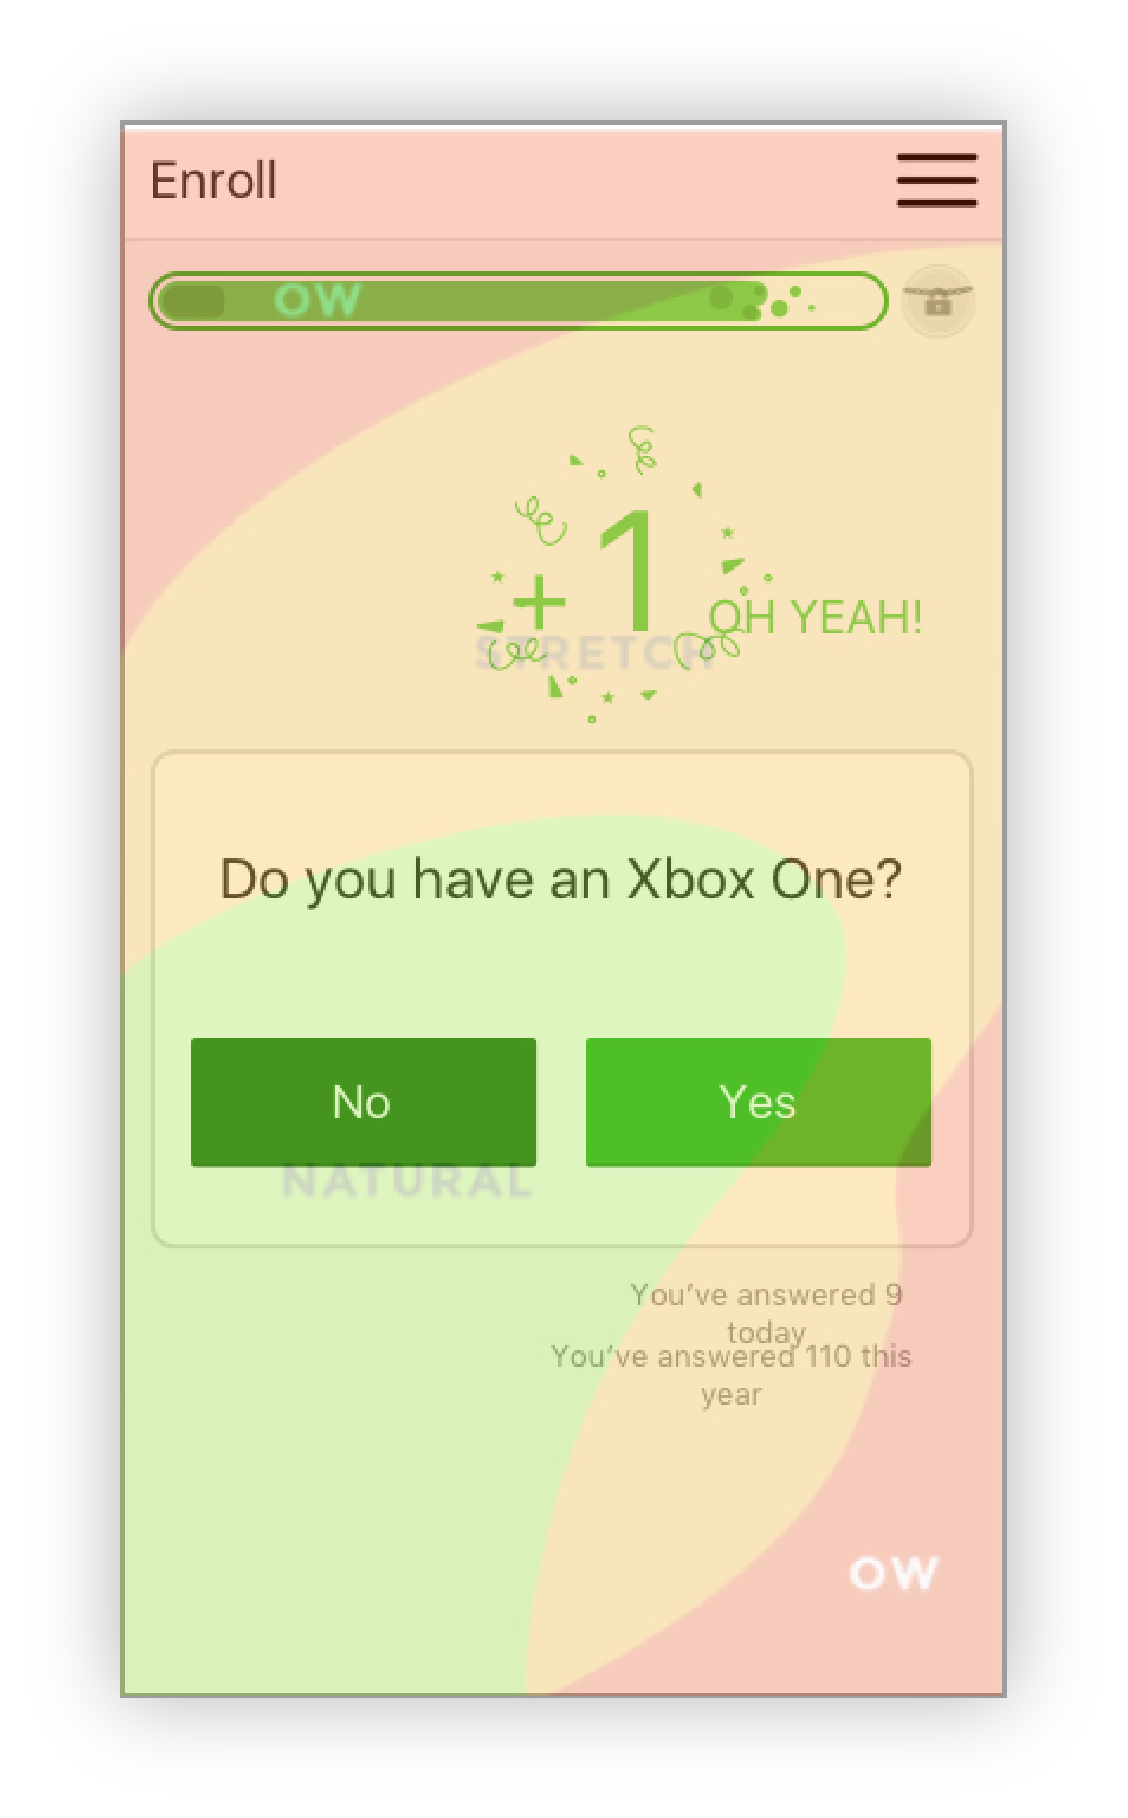 Enroll
OW
+ 1
OH YEAH!
STRETCH
Do you have an Xbox One?
No
Yes
NATURAL
You've answered 9
today
You've answered 110 this
year
OW